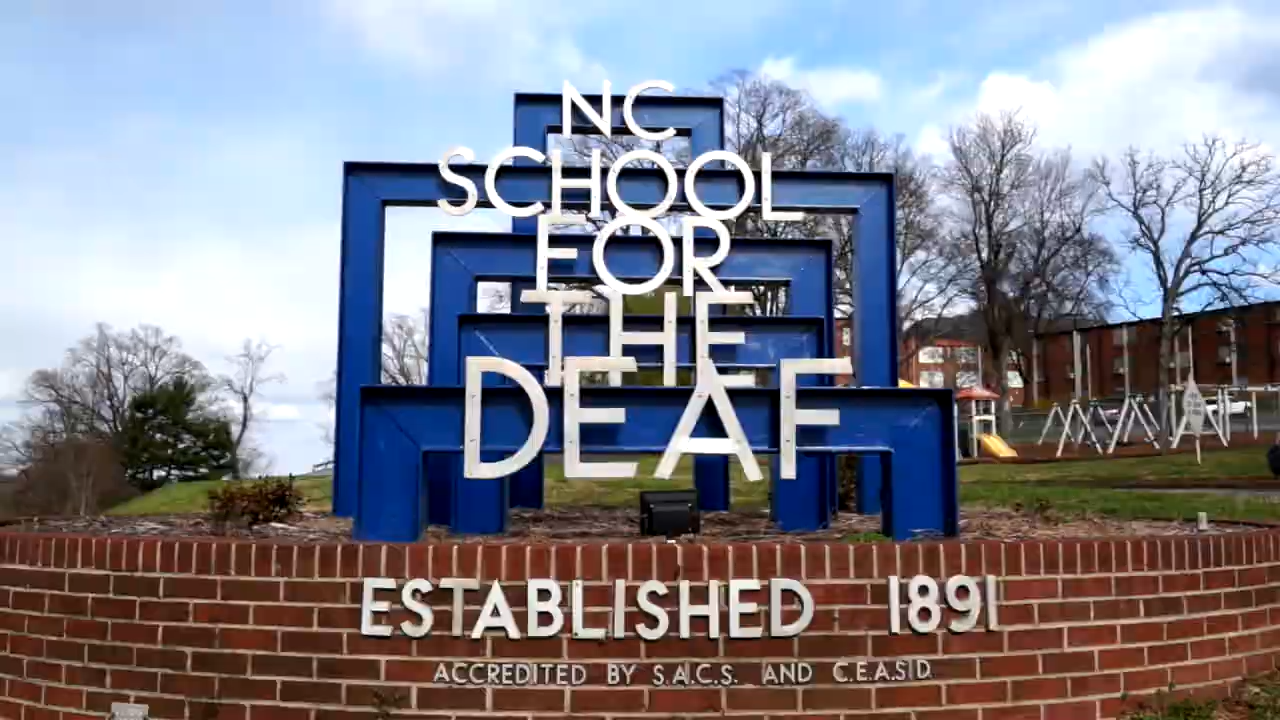 NC
SCHOOL
FOR
THE
DEAF
ESTABLISHED 1891
ACCREDITED BY S.A.C.S. AND C.E.A.S.D.